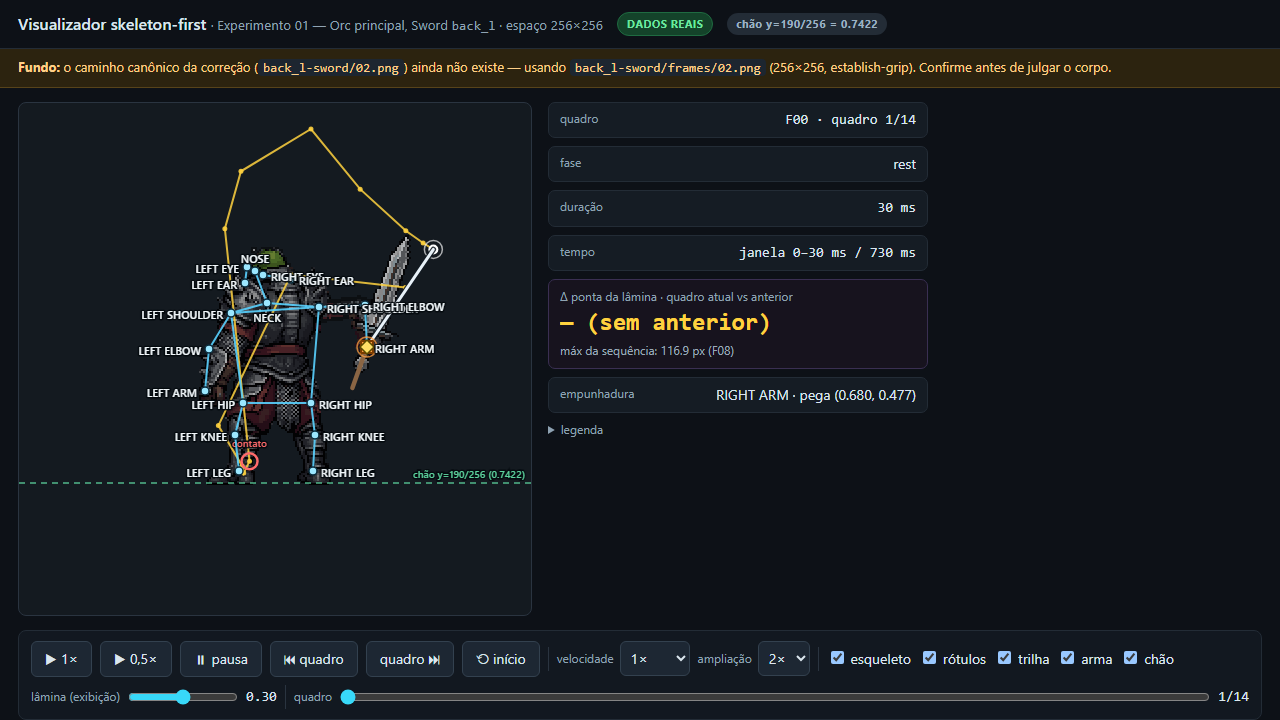 Visualizador skeleton-first · Experimento 01 — Orc principal, Sword back_l · espaço 256×256 DADOS REAIS chão y=190/256 = 0.7422
Fundo: o caminho canônico da correção ( back_l-sword/02.png ) ainda não existe — usando back_l-sword/frames/02.png (256×256, establish-grip). Confirme antes de julgar o corpo.
NOSE
LEFT EYE
RIGHT EAR
LEFT EAR
RIGHT ELBOW
LEFT SHOULDER
NECK
LEFT ELBOW
RIGHT ARM
LEFT ARM
LEFT HIP
RIGHT HIP
LEFT KNEE
contato
RIGHT KNEE
LEFT LEG
RIGHT LEG
chão y=190/256 (0.7422)
quadro F00 · quadro 1/14
fase rest
duração 30 ms
tempo janela 0–30 ms / 730 ms
Δ ponta da lâmina · quadro atual vs anterior
— (sem anterior)
máx da sequência: 116.9 px (F08)
empunhadura RIGHT ARM · pega (0.680, 0.477)
▶ legenda
▶ 1× ▶ 0,5× ⏸ pausa ⏮ quadro quadro ⏭ ⟲ início velocidade 1× ampliação 2× esqueleto rótulos trilha arma chão
lâmina (exibição) 0.30 quadro 1/14